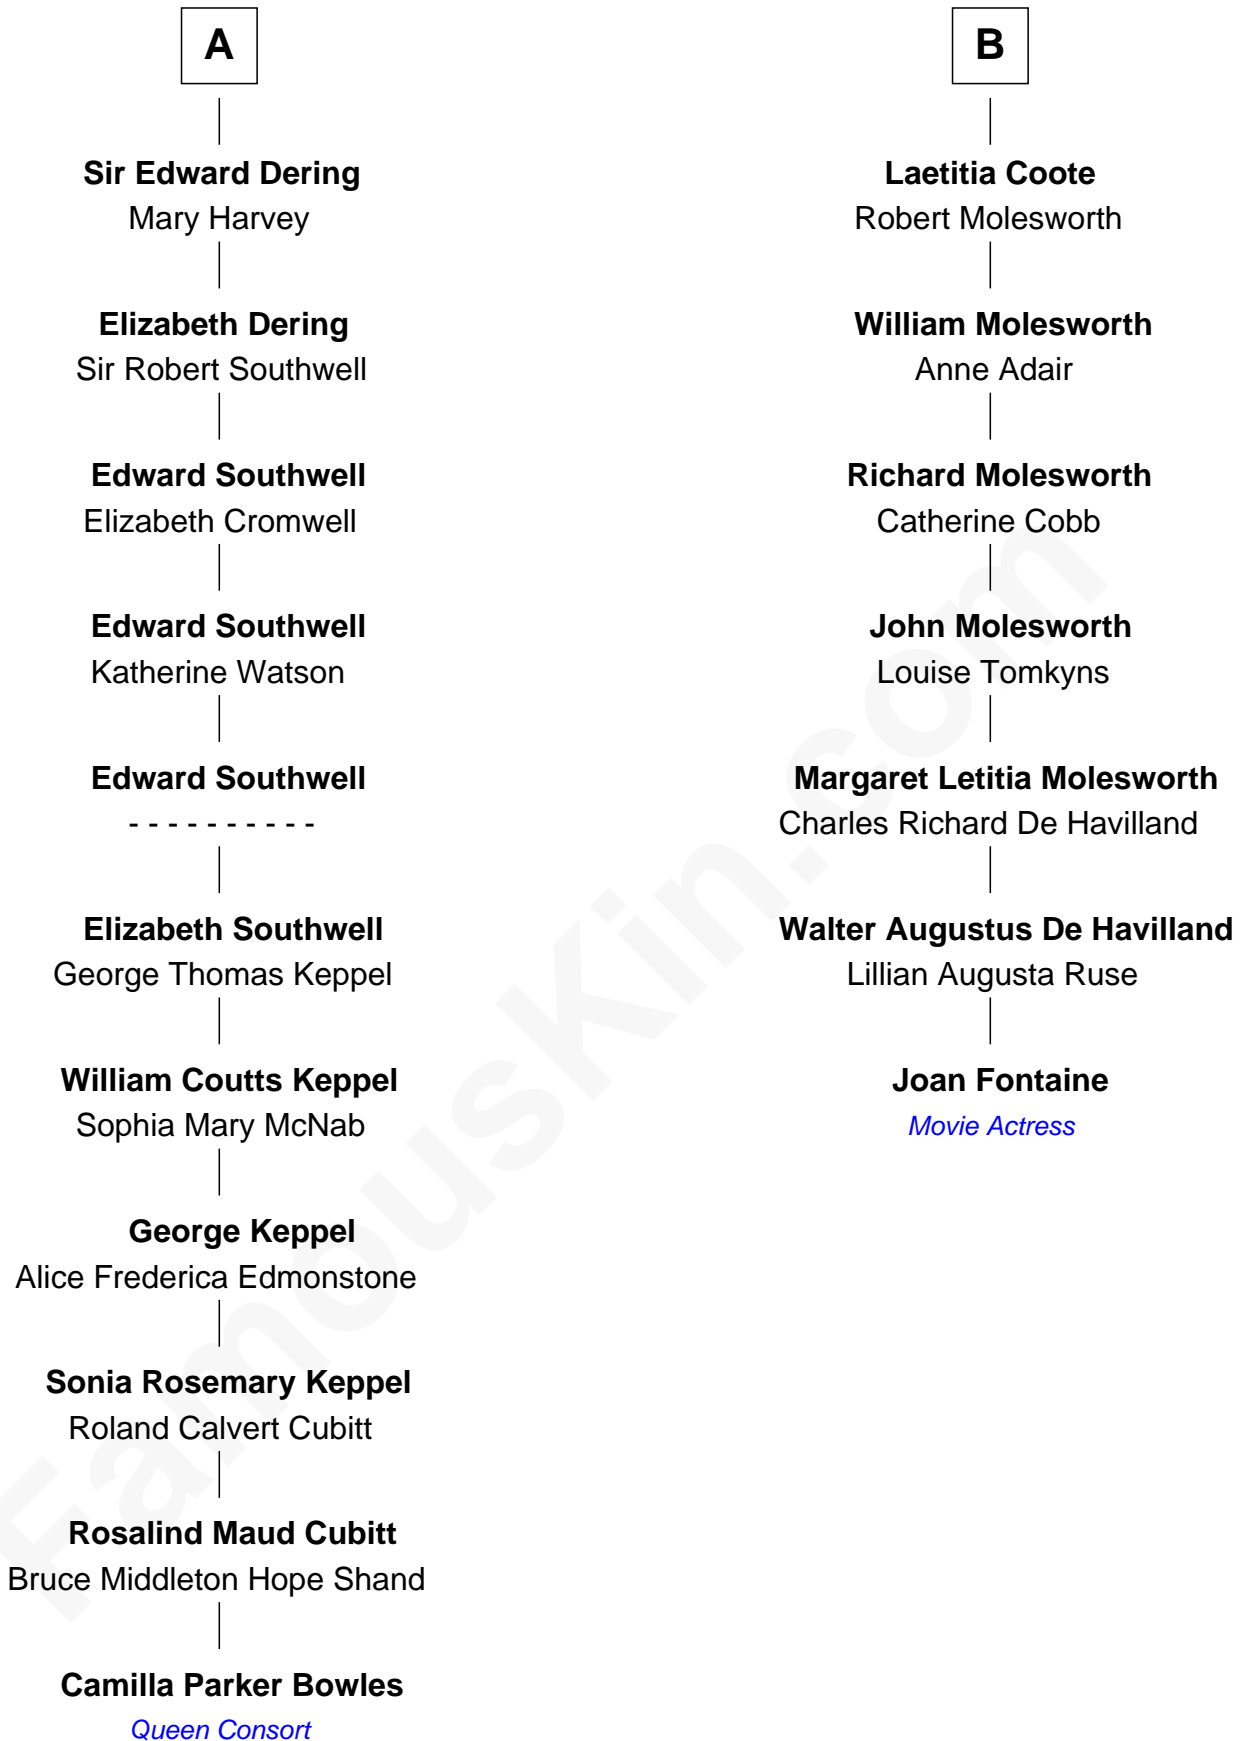 A
Sir Edward Dering
Mary Harvey
Elizabeth Dering
Sir Robert Southwell
Edward Southwell
Elizabeth Cromwell
Edward Southwell
Katherine Watson
Edward Southwell
- - - - - - - - - -
Elizabeth Southwell
George Thomas Keppel
William Coutts Keppel
Sophia Mary McNab
George Keppel
Alice Frederica Edmonstone
Sonia Rosemary Keppel
Roland Calvert Cubitt
Rosalind Maud Cubitt
Bruce Middleton Hope Shand
Camilla Parker Bowles
Queen Consort
B
Laetitia Coote
Robert Molesworth
William Molesworth
Anne Adair
Richard Molesworth
Catherine Cobb
John Molesworth
Louise Tomkyns
Margaret Letitia Molesworth
Charles Richard De Havilland
Walter Augustus De Havilland
Lillian Augusta Ruse
Joan Fontaine
Movie Actress
FamousKin.com